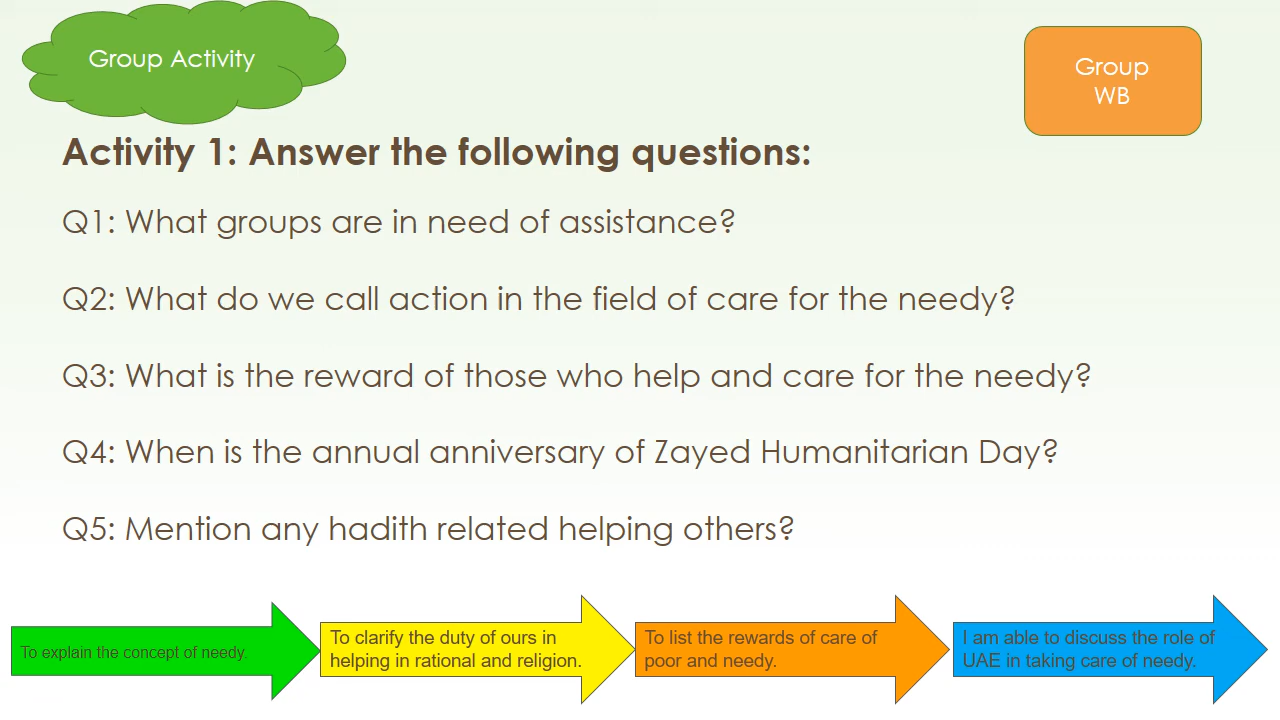 Group Activity
Group
WB
Activity 1: Answer the following questions:
Q1: What groups are in need of assistance?
Q2: What do we call action in the field of care for the needy?
Q3: What is the reward of those who help and care for the needy?
Q4: When is the annual anniversary of Zayed Humanitarian Day?
Q5: Mention any hadith related helping others?
To explain the concept of needy.
To clarify the duty of ours in
helping in rational and religion.
To list the rewards of care of
poor and needy.
I am able to discuss the role of
UAE in taking care of needy.